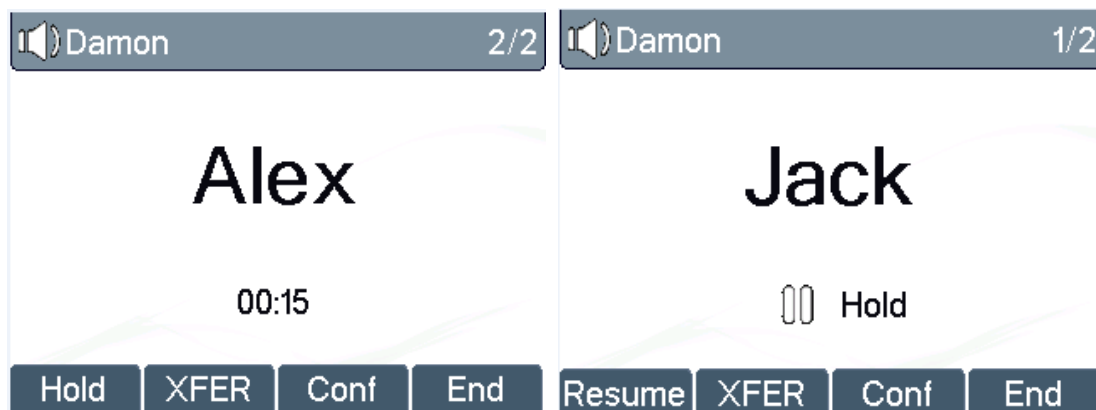 Damon 2/2
Alex
00:15
Hold XFER Conf End
Damon 1/2
Jack
Hold
Resume XFER Conf End